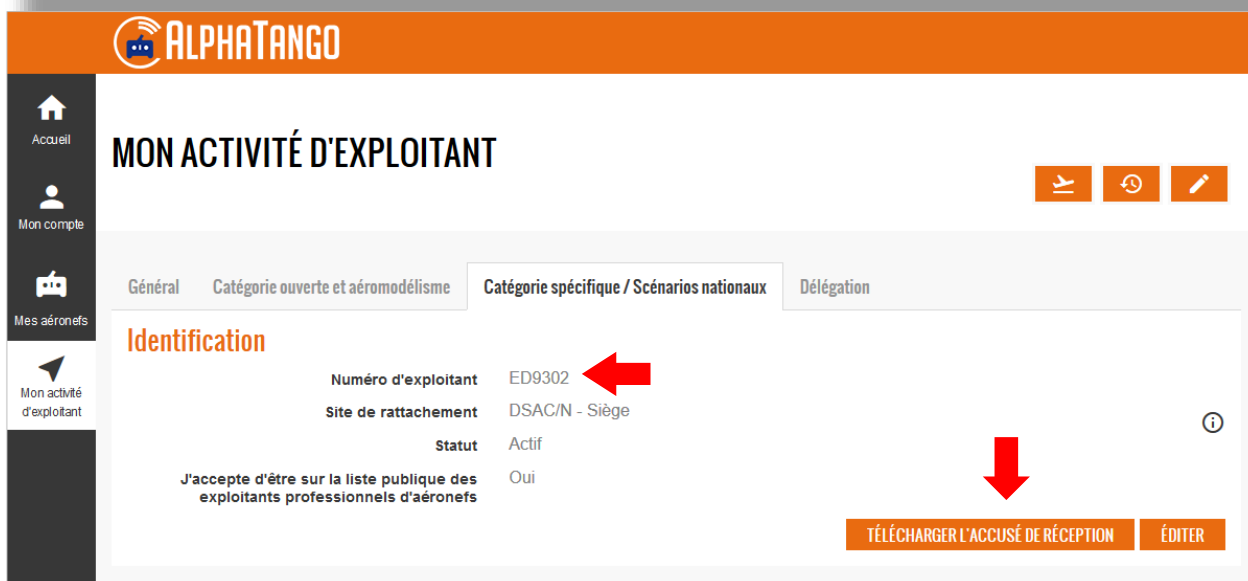 ALPHATANGO
Accueil
Mon compte
Mes aéronefs
Mon activité
d'exploitant
MON ACTIVITÉ D'EXPLOITANT
Général Catégorie ouverte et aéromodélisme Catégorie spécifique / Scénarios nationaux Délégation
Identification
Numéro d'exploitant ED9302
Site de rattachement DSAC/N - Siège
Statut Actif
J'accepte d'être sur la liste publique des Oui
exploitants professionnels d'aéronefs
TÉLÉCHARGER L'ACCUSÉ DE RÉCEPTION ÉDITER